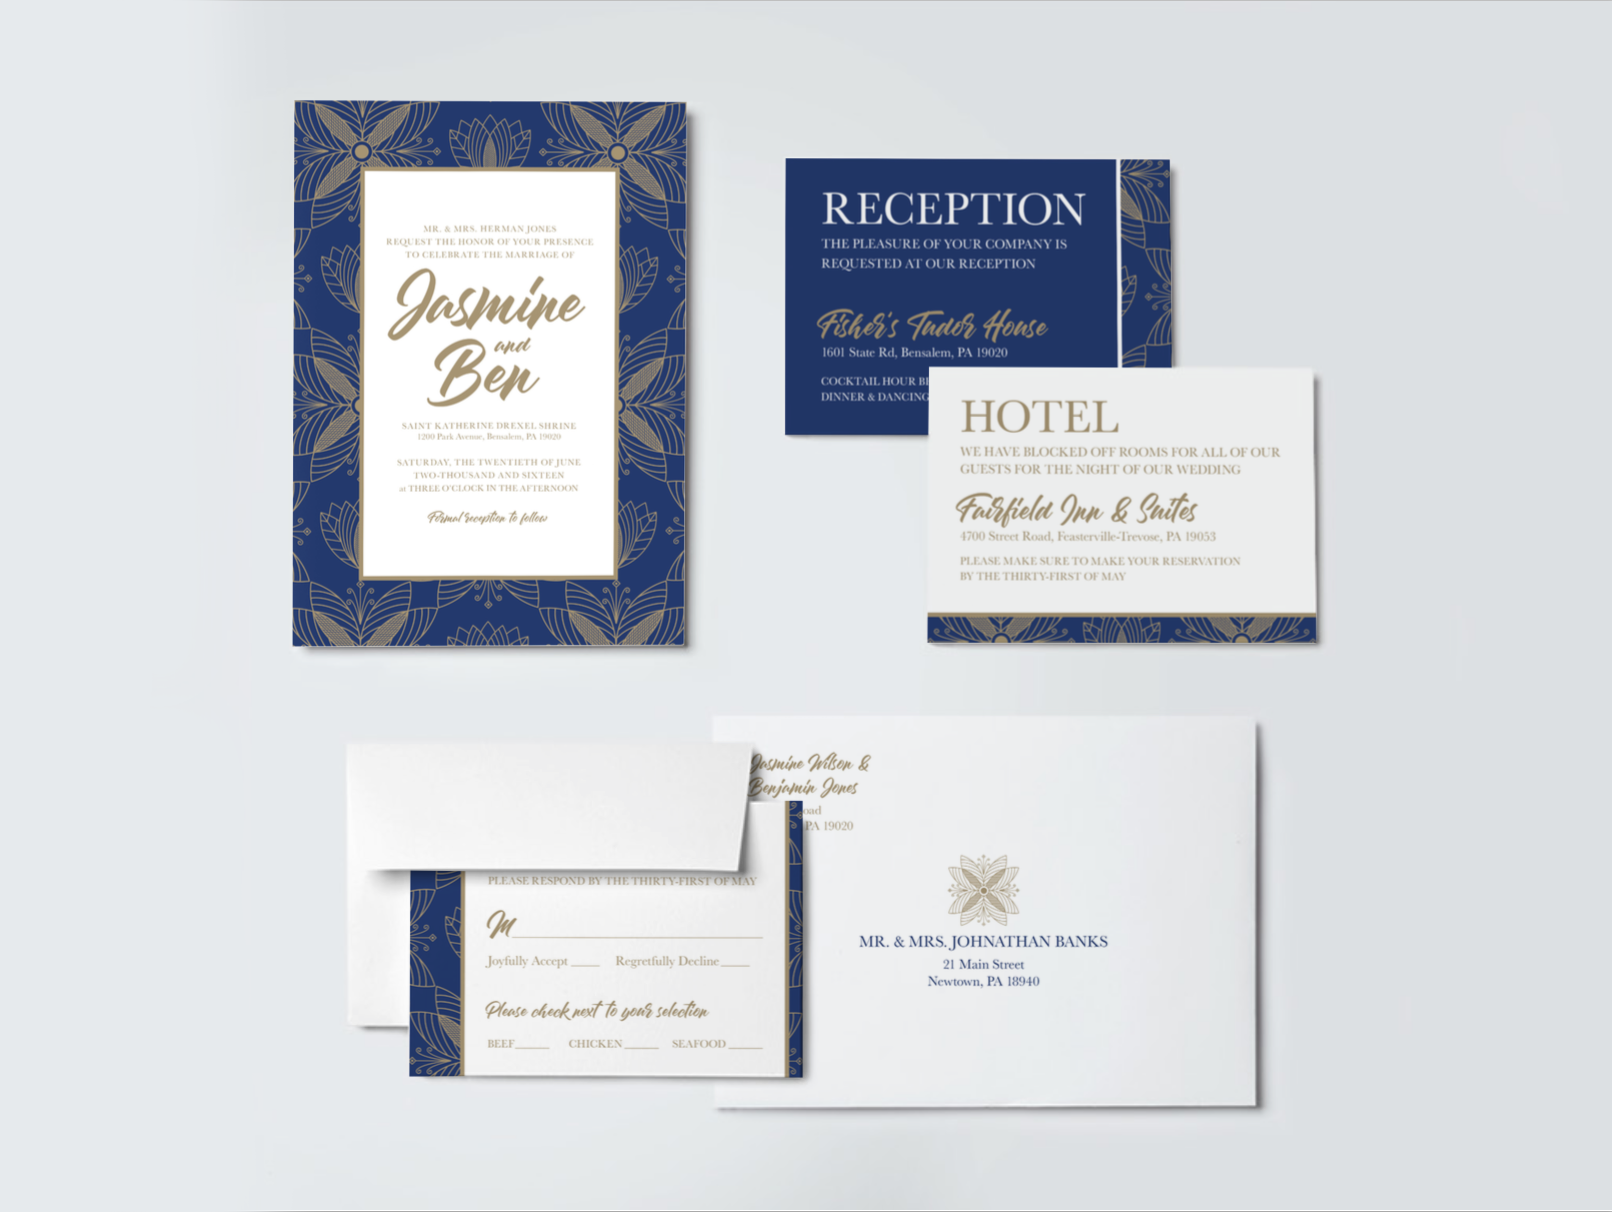 MR. & MRS. HERMAN JONES
REQUEST THE HONOR OF YOUR PRESENCE
TO CELEBRATE THE MARRIAGE OF
Jasmine
and
Ben
SAINT KATHERINE DREXEL SHRINE
1200 Park Avenue, Bensalem, PA 19020
SATURDAY, THE TWENTIETH OF JUNE
TWO-THOUSAND AND SIXTEEN
at THREE O'CLOCK IN THE AFTERNOON
Formal reception to follow
RECEPTION
THE PLEASURE OF YOUR COMPANY IS
REQUESTED AT OUR RECEPTION
Fisher's Tudor House
1601 State Rd, Bensalem, PA 19020
COCKTAIL HOUR
DINNER & DANCING
HOTEL
WE HAVE BLOCKED OFF ROOMS FOR ALL OF OUR
GUESTS FOR THE NIGHT OF OUR WEDDING
Fairfield Inn & Suites
4700 Street Road, Feasterville-Trevose, PA 19053
PLEASE MAKE SURE TO MAKE YOUR RESERVATION
BY THE THIRTY-FIRST OF MAY
PLEASE RESPOND BY THE THIRTY-FIRST OF MAY
M
Joyfully Accept ____ Regretfully Decline ____
Please check next to your selection
BEEF ____ CHICKEN ____ SEAFOOD ____
Jasmine Wilson &
Benjamin Jones
PA 19020
MR. & MRS. JOHNATHAN BANKS
21 Main Street
Newtown, PA 18940